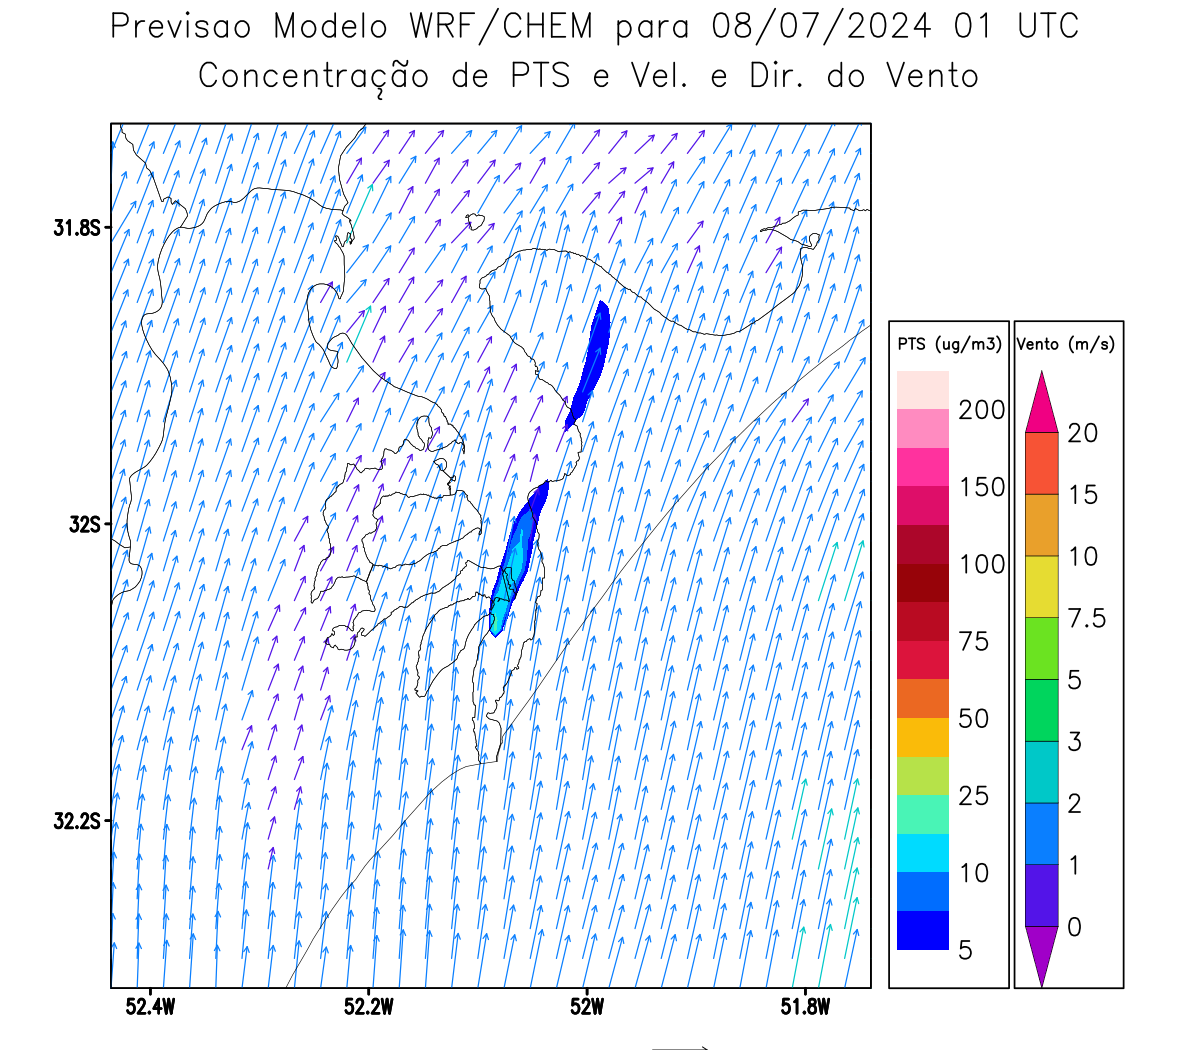 Previsao Modelo WRF/CHEM para 08/07/2024 01 UTC
Concentração de PTS e Vel. e Dir. do Vento
31.8S
32S
32.2S
52.4W 52.2W 52W 51.8W
PTS (ug/m3)
200
150
100
75
50
25
10
5
Vento (m/s)
20
15
10
7.5
5
3
2
1
0